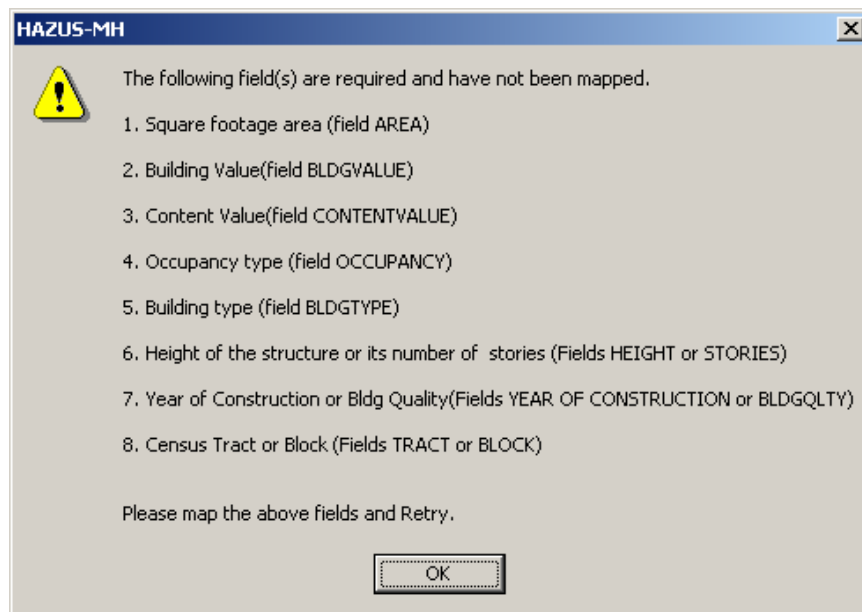 HAZUS-MH
The following field(s) are required and have not been mapped.
1. Square footage area (field AREA)
2. Building Value(field BLDGVALUE)
3. Content Value(field CONTENTVALUE)
4. Occupancy type (field OCCUPANCY)
5. Building type (field BLDGTYPE)
6. Height of the structure or its number of  stories (Fields HEIGHT or STORIES)
7. Year of Construction or Bldg Quality(Fields YEAR OF CONSTRUCTION or BLDGQLTY)
8. Census Tract or Block (Fields TRACT or BLOCK)
Please map the above fields and Retry.
OK